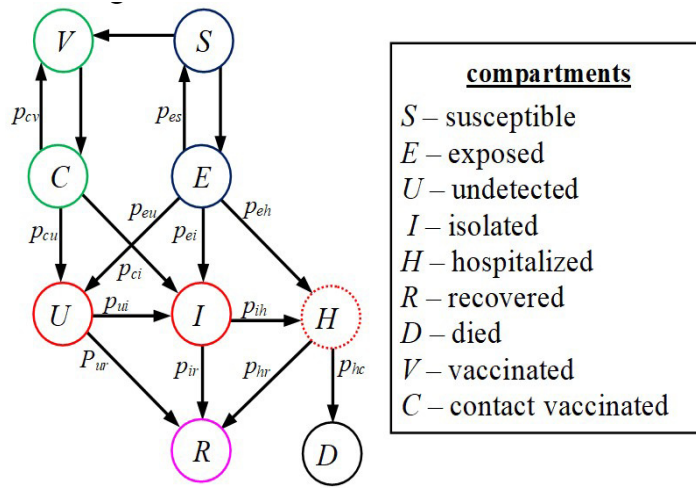 V S
p_cv p_es
C E
p_cu p_eu p_ei p_eh
p_ci
U p_ui I p_ih H
P_ur p_ir p_hr p_hc
R D
compartments
S – susceptible
E – exposed
U – undetected
I – isolated
H – hospitalized
R – recovered
D – died
V – vaccinated
C – contact vaccinated